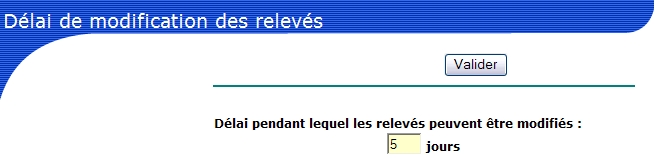 Délai de modification des relevés
Valider
Délai pendant lequel les relevés peuvent être modifiés :
5 jours